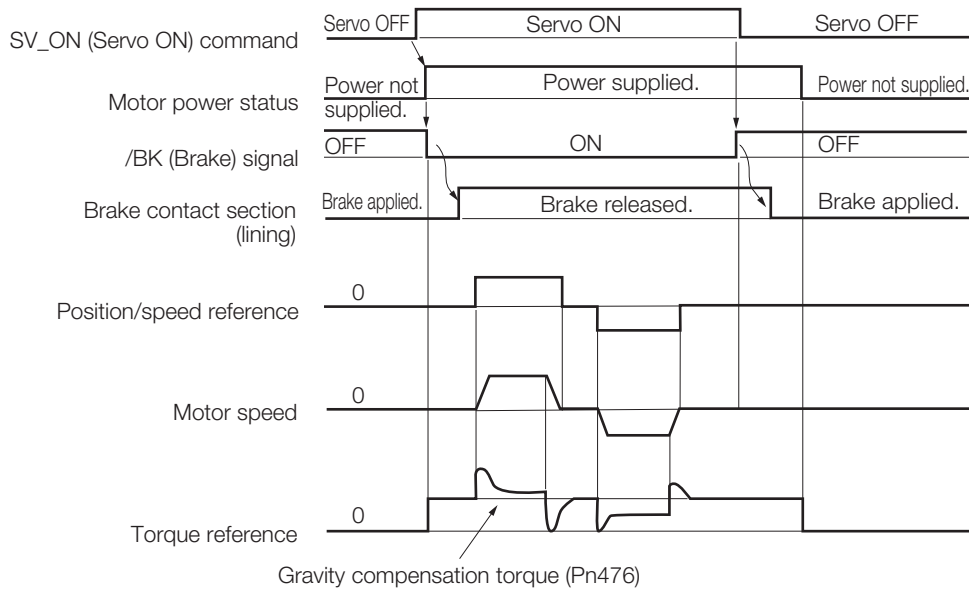 SV_ON (Servo ON) command
Servo OFF
Servo ON
Servo OFF
Motor power status
Power not
supplied.
Power supplied.
Power not supplied.
/BK (Brake) signal
OFF
ON
OFF
Brake contact section
(lining)
Brake applied.
Brake released.
Brake applied.
Position/speed reference
0
Motor speed
0
Torque reference
0
Gravity compensation torque (Pn476)